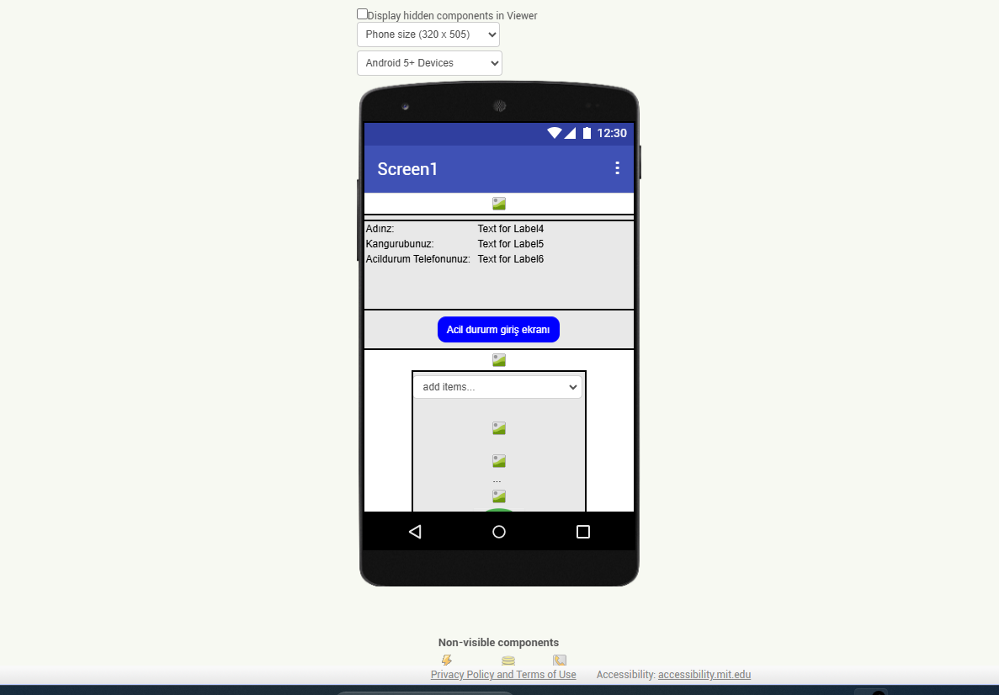 Display hidden components in Viewer
Phone size (320 x 505)
Android 5+ Devices
12:30
Screen1
Adınz: Text for Label4
Kangurubunuz: Text for Label5
Acildurum Telefonunuz: Text for Label6
Acil dururm giriş ekranı
add items...
...
Non-visible components
Privacy Policy and Terms of Use Accessibility: accessibility.mit.edu